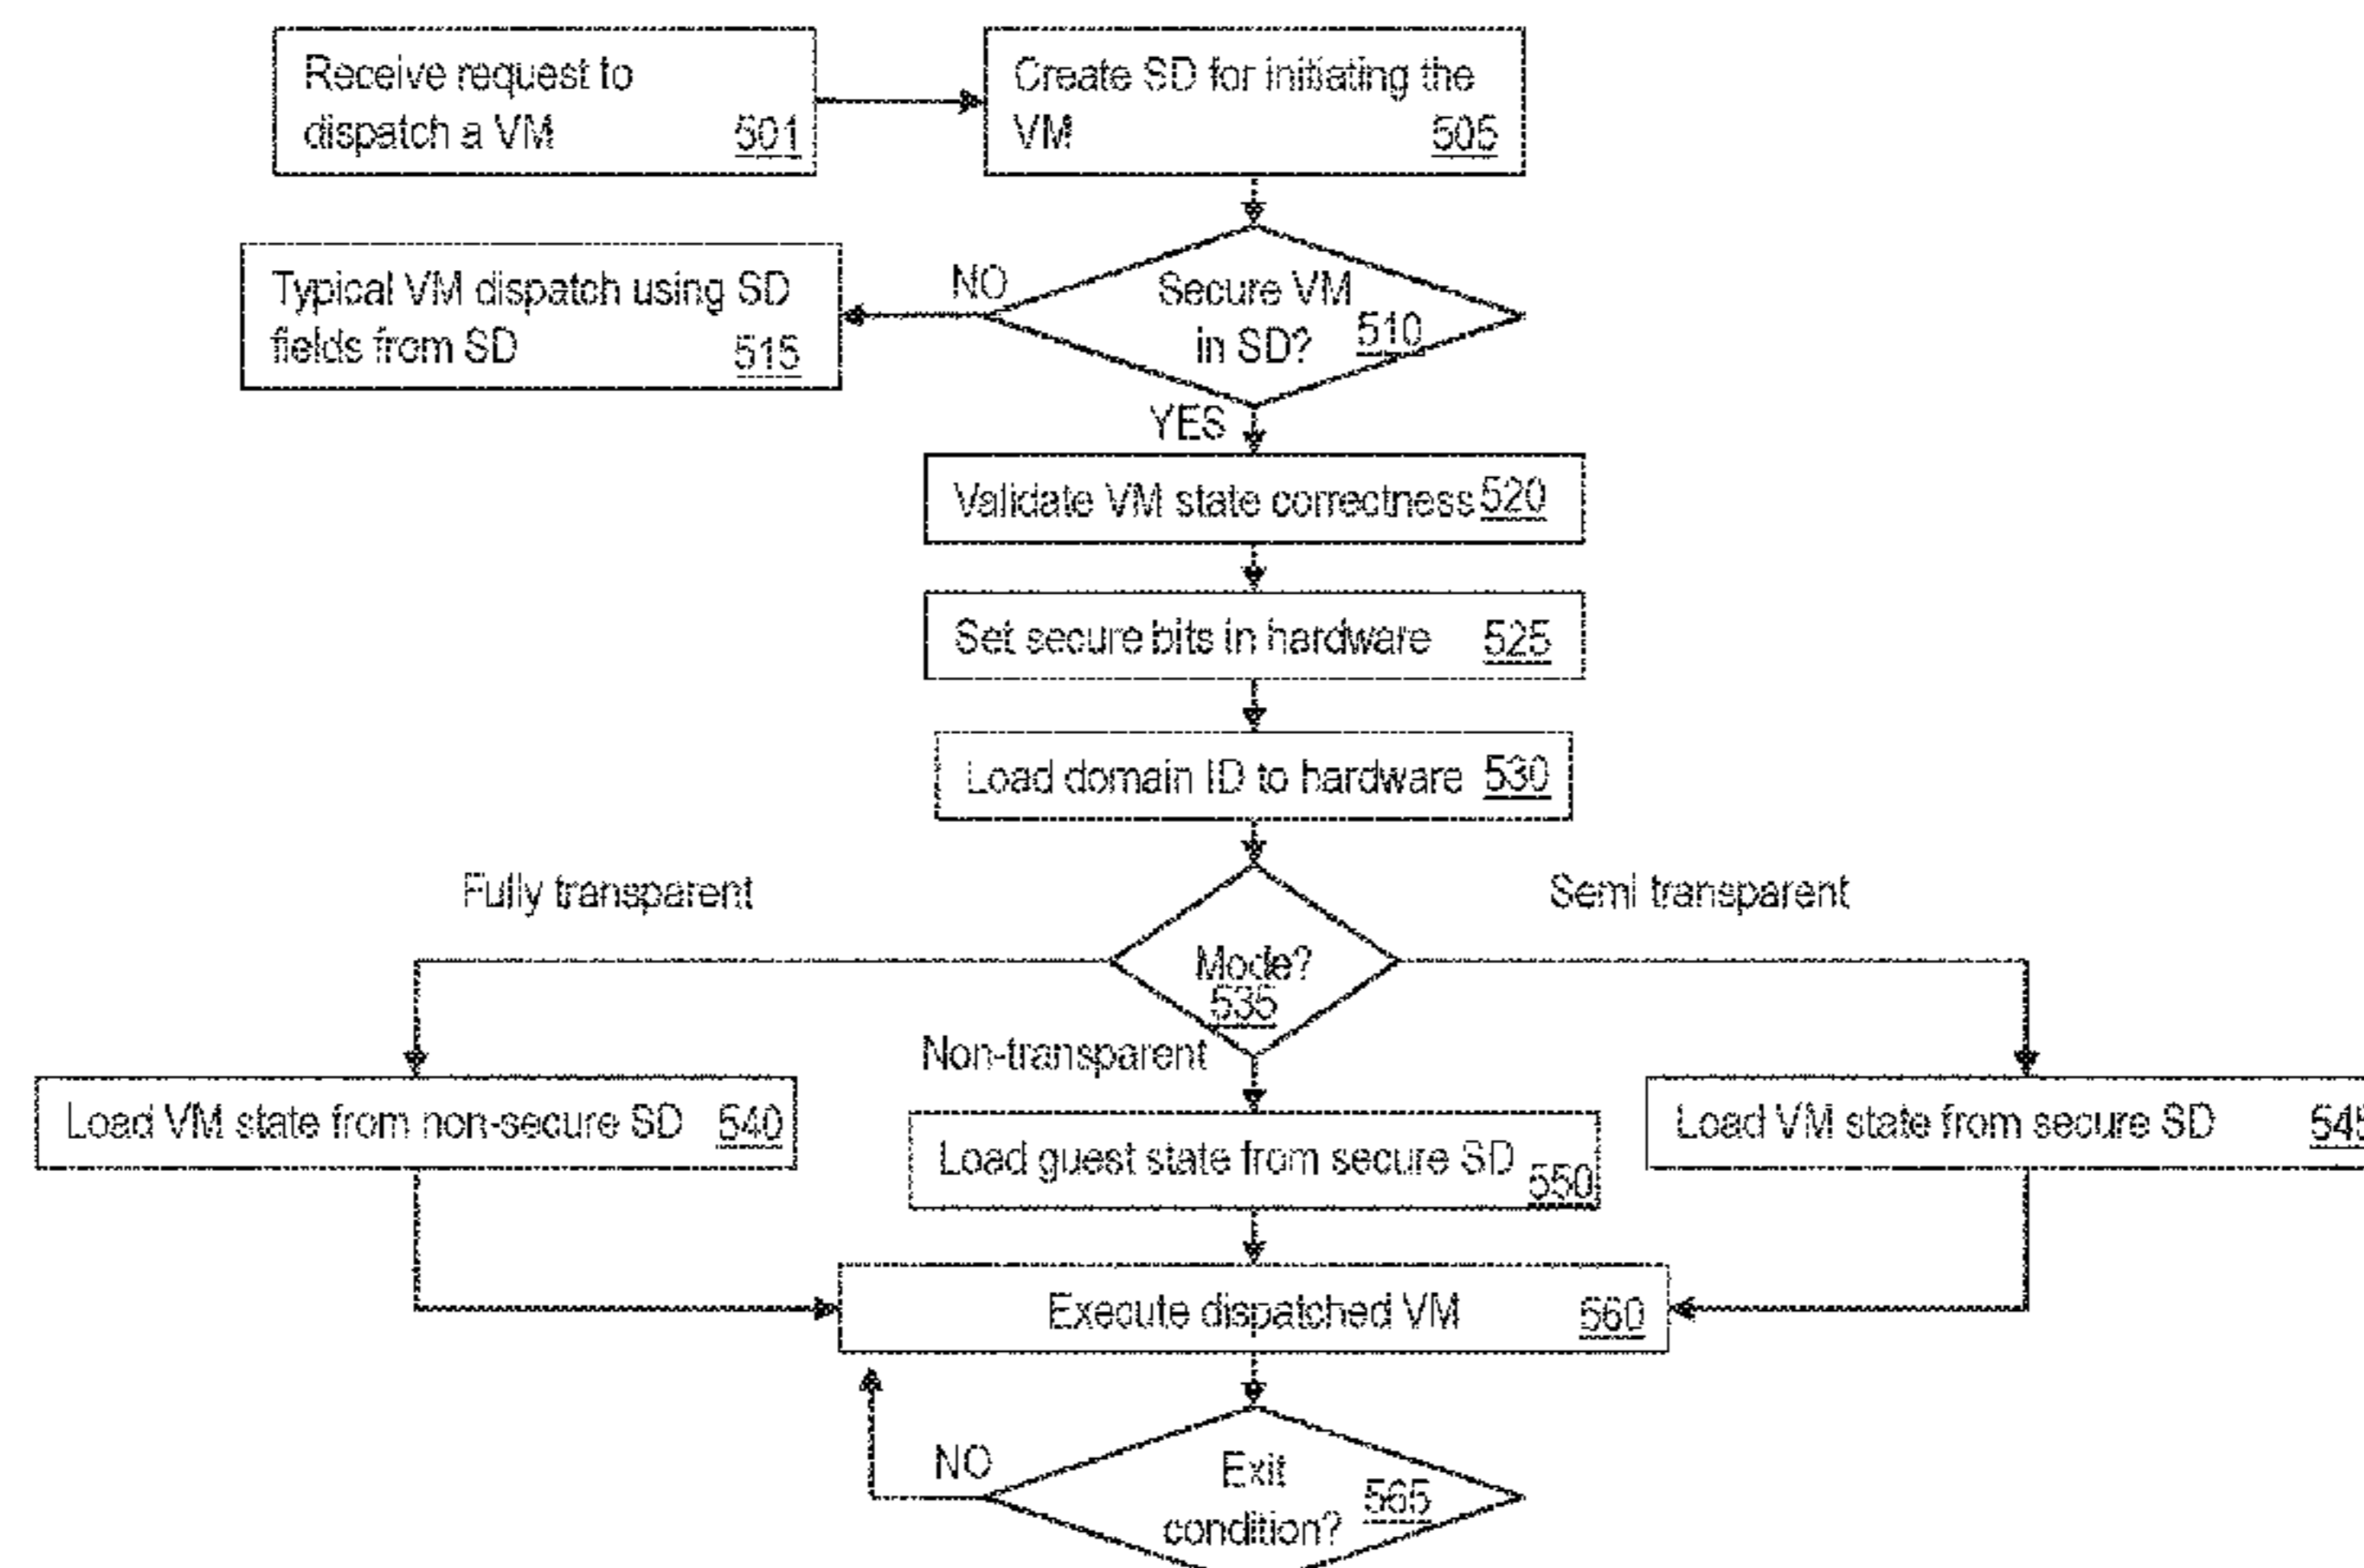 Receive request to
dispatch a VM 501
Create SD for initiating the
VM 505
Typical VM dispatch using SD
fields from SD 515
NO
Secure VM
in SD? 510
YES
Validate VM state correctness 520
Set secure bits in hardware 525
Load domain ID to hardware 530
Fully transparent
Semi transparent
Mode?
535
Non-transparent
Load VM state from non-secure SD 540
Load guest state from secure SD 550
Load VM state from secure SD 545
Execute dispatched VM 560
NO
Exit
condition? 565